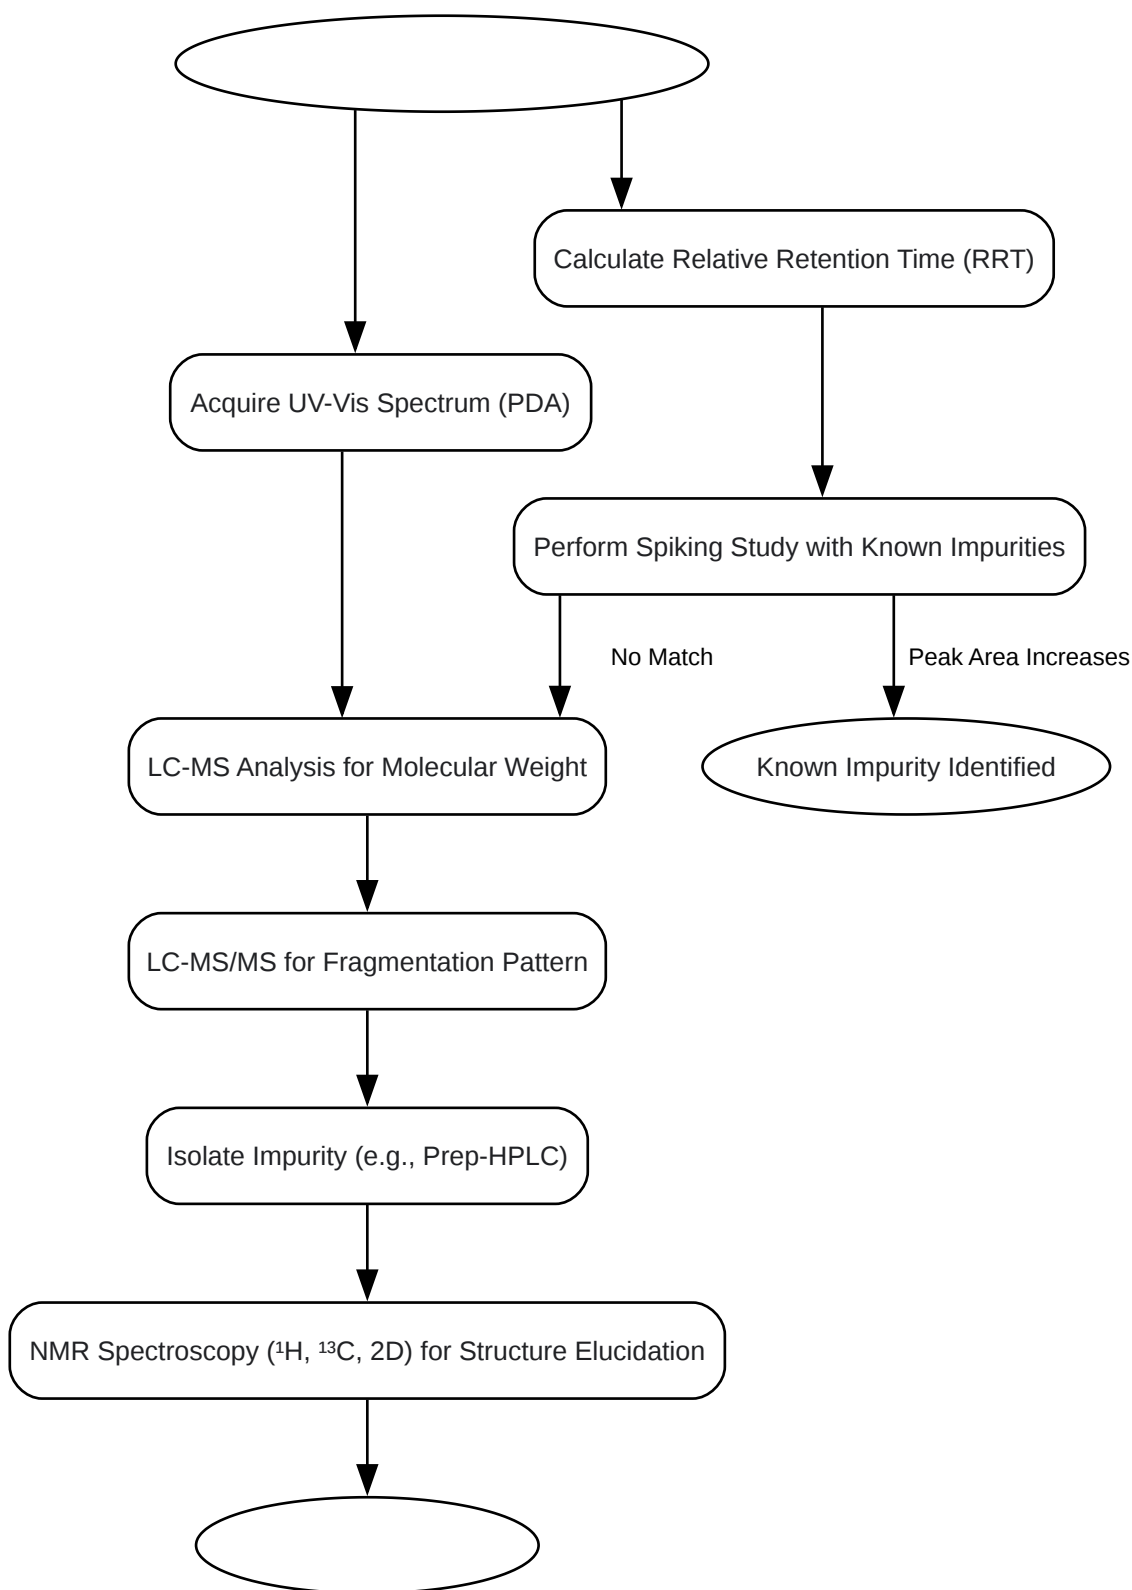 Calculate Relative Retention Time (RRT)
Acquire UV-Vis Spectrum (PDA)
Perform Spiking Study with Known Impurities
No Match
Peak Area Increases
LC-MS Analysis for Molecular Weight
Known Impurity Identified
LC-MS/MS for Fragmentation Pattern
Isolate Impurity (e.g., Prep-HPLC)
NMR Spectroscopy (¹H, ¹³C, 2D) for Structure Elucidation